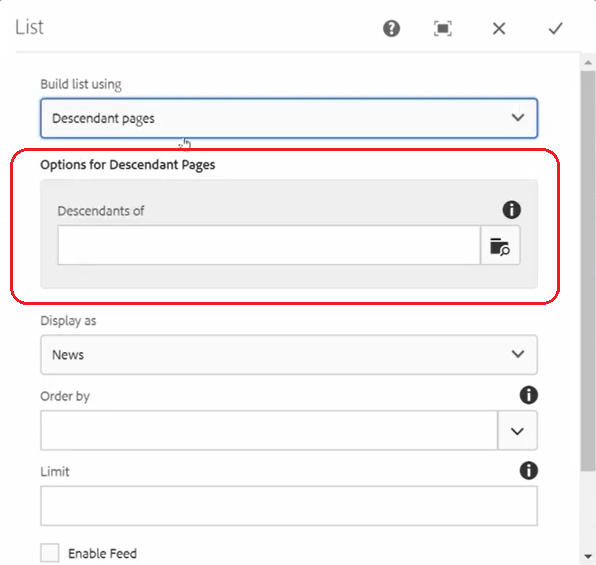 List
Build list using
Descendant pages
Options for Descendant Pages
Descendants of
Display as
News
Order by
Limit
Enable Feed